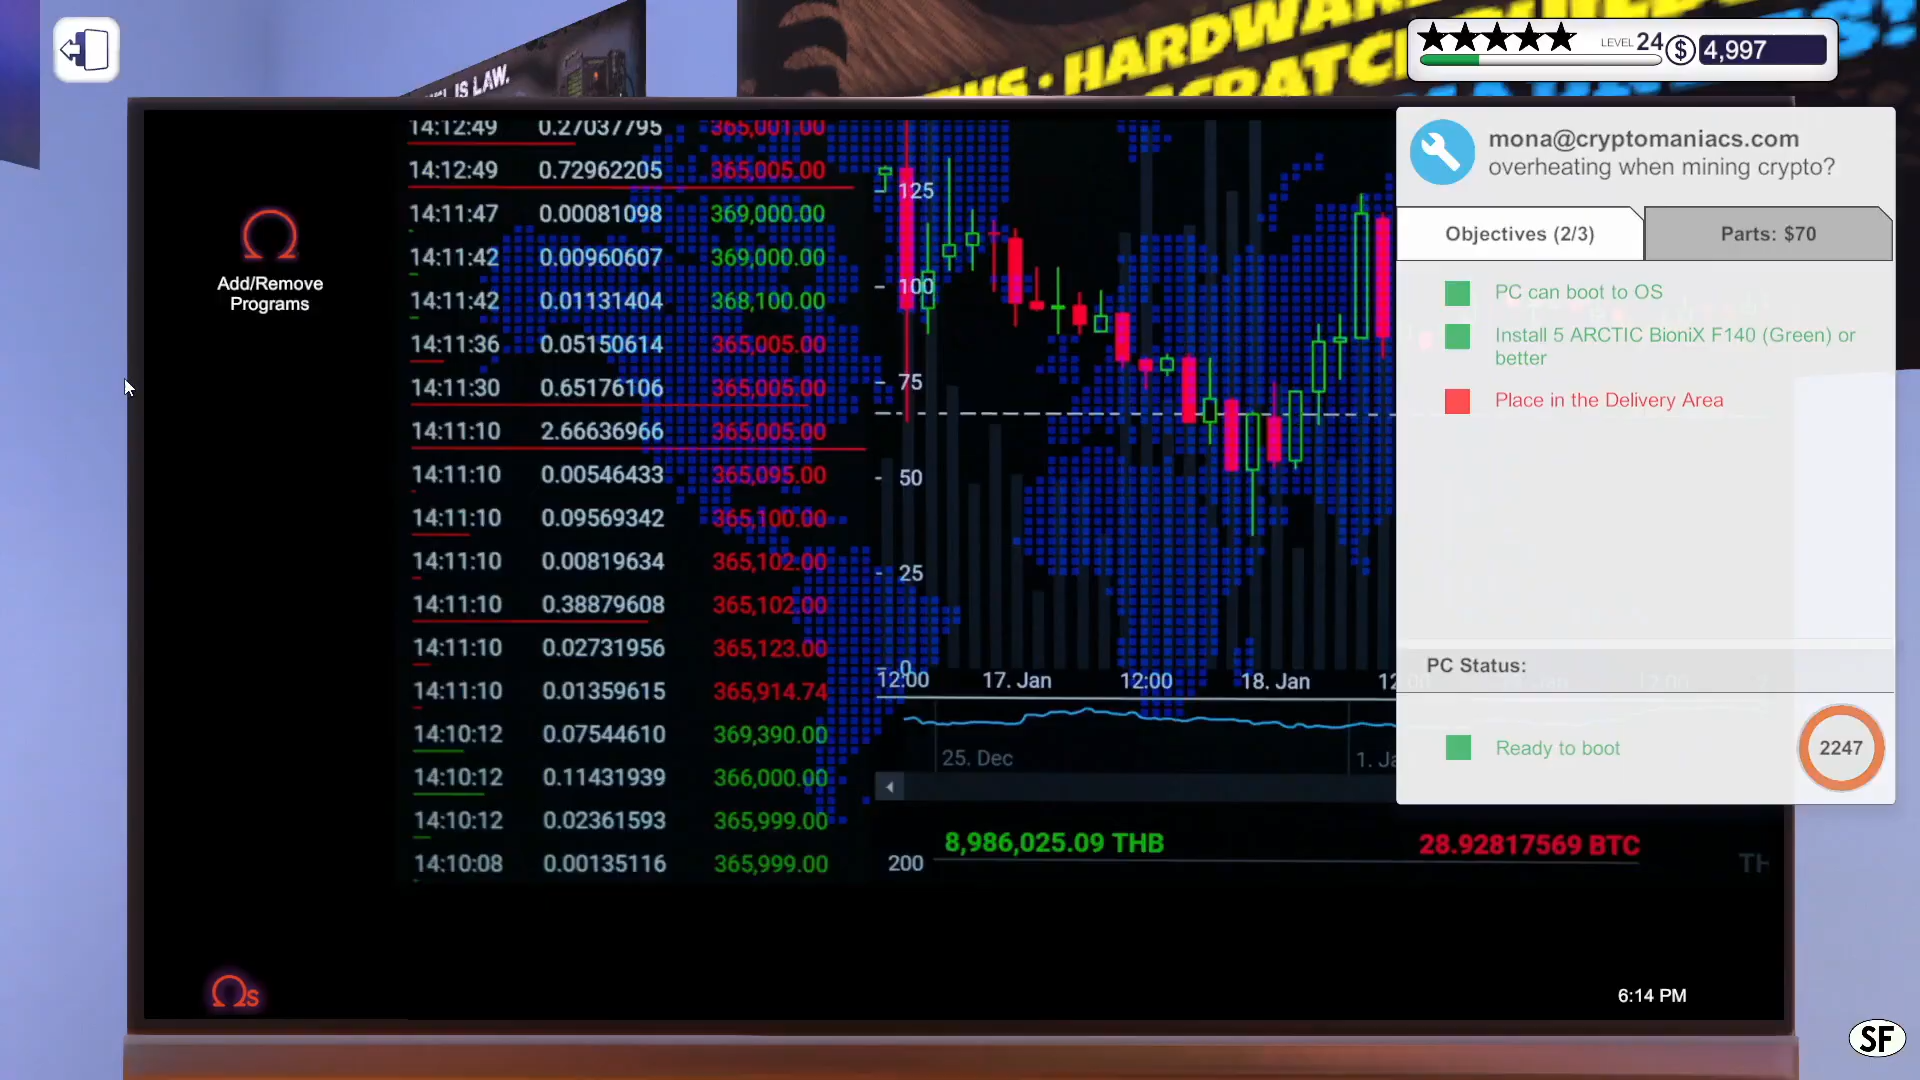 EL IS LAW.
WS · HARDWARE
SCRATCH
LEVEL 24 $ 4,997
mona@cryptomaniacs.com
overheating when mining crypto?
Objectives (2/3)
Parts: $70
PC can boot to OS
Install 5 ARCTIC BioniX F140 (Green) or
better
Place in the Delivery Area
PC Status:
Ready to boot
2247
Add/Remove
Programs
14:12:49 0.27037795 365,001.00
14:12:49 0.72962205 365,005.00
14:11:47 0.00081098 369,000.00
14:11:42 0.00960607 369,000.00
14:11:42 0.01131404 368,100.00
14:11:36 0.05150614 365,005.00
14:11:30 0.65176106 365,005.00
14:11:10 2.66636966 365,005.00
14:11:10 0.00546433 365,095.00
14:11:10 0.09569342 365,100.00
14:11:10 0.00819634 365,102.00
14:11:10 0.38879608 365,102.00
14:11:10 0.02731956 365,123.00
14:11:10 0.01359615 365,914.74
14:10:12 0.07544610 369,390.00
14:10:12 0.11431939 366,000.00
14:10:12 0.02361593 365,999.00
14:10:08 0.00135116 365,999.00
125
100
75
50
25
0
12:00 17. Jan 12:00 18. Jan
25. Dec
8,986,025.09 THB 28.92817569 BTC
200
Ωs
6:14 PM
SF